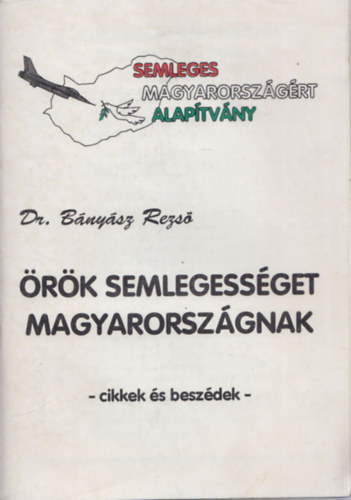 SEMLEGES
MAGYARORSZÁGÉRT
ALAPÍTVÁNY
Dr. Bányász Rezső
ÖRÖK SEMLEGESSÉGET
MAGYARORSZÁGNAK
- cikkek és beszédek -